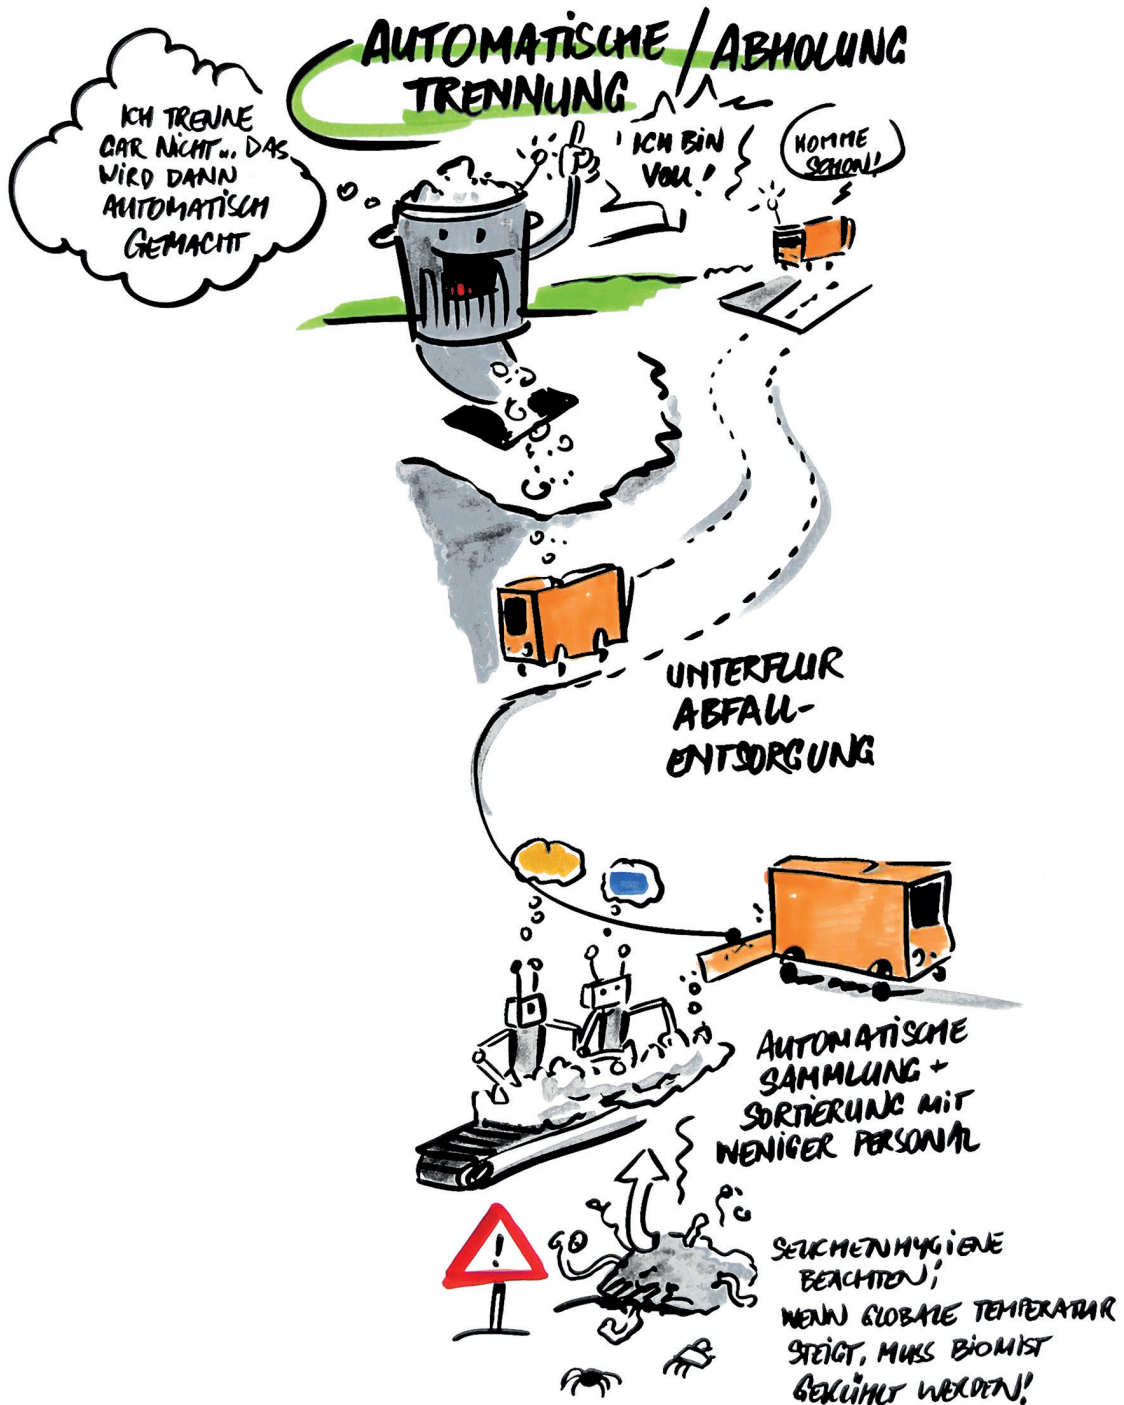 AUTOMATISCHE / ABHOLUNG
TRENNUNG
ICH TRENNE
GAR NICHT... DAS
WIRD DANN
AUTOMATISCH
GEMACHT
ICH BIN
VOLL!
KOMME
SCHON!
UNTERFLUR
ABFALL-
ENTSORGUNG
AUTOMATISCHE
SAMMLUNG +
SORTIERUNG MIT
WENIGER PERSONAL
!
SEUCHENHYGIENE
BEACHTEN;
WENN GLOBALE TEMPERATUR
STEIGT, MUSS BIOMIST
GEKÜHLT WERDEN!